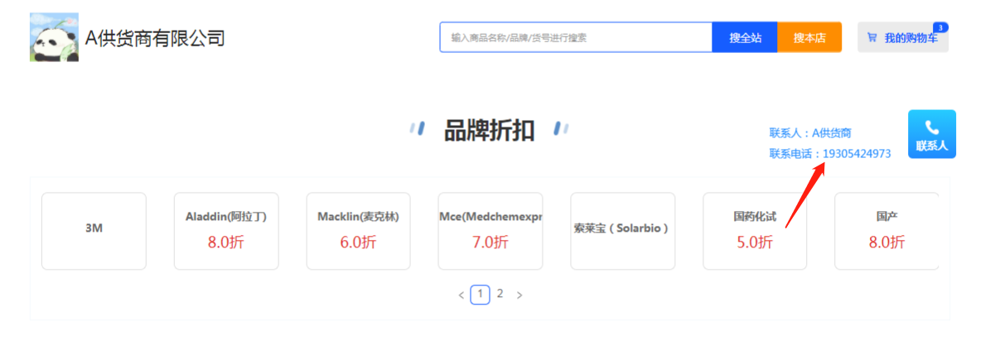 A供货商有限公司
输入商品名称/品牌/货号进行搜索
搜全站
搜本店
我的购物车
3
品牌折扣
联系人：A供货商
联系电话：19305424973
联系人
3M
Aladdin(阿拉丁)
8.0折
Macklin(麦克林)
6.0折
Mce(Medchemexpr
7.0折
索莱宝（Solarbio）
国药化试
5.0折
国产
8.0折
< 1 2 >